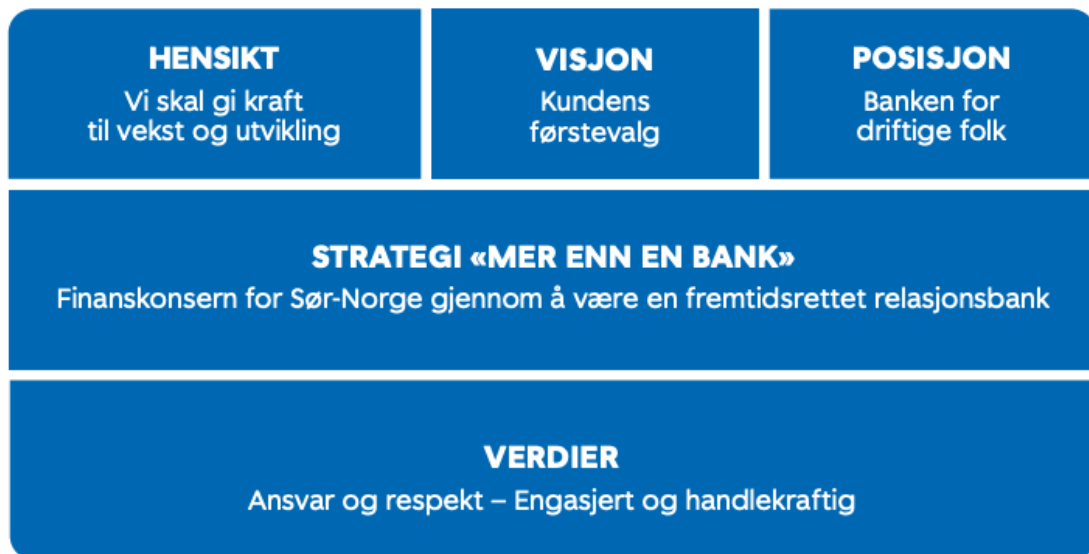 HENSIKT
Vi skal gi kraft
til vekst og utvikling
VISJON
Kundens
førstevalg
POSISJON
Banken for
driftige folk
STRATEGI «MER ENN EN BANK»
Finanskonsern for Sør-Norge gjennom å være en fremtidsrettet relasjonsbank
VERDIER
Ansvar og respekt – Engasjert og handlekraftig